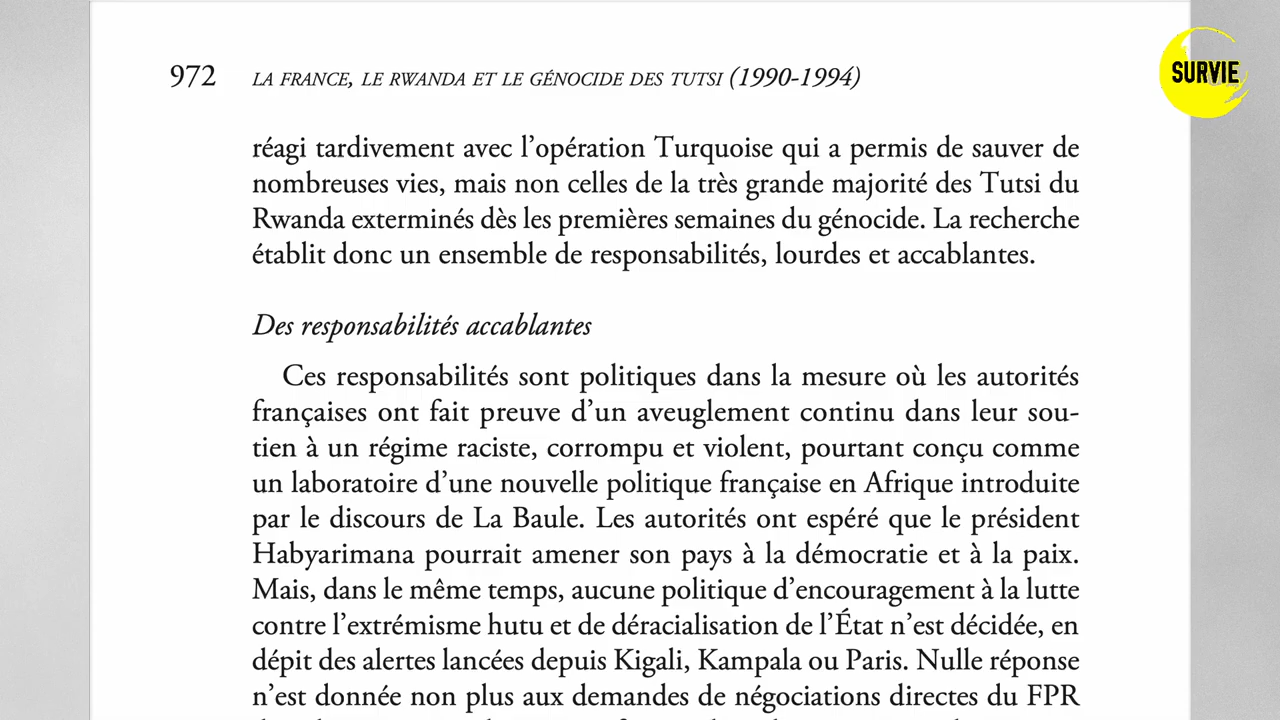 972 LA FRANCE, LE RWANDA ET LE GÉNOCIDE DES TUTSI (1990-1994)
SURVIE
réagi tardivement avec l’opération Turquoise qui a permis de sauver de
nombreuses vies, mais non celles de la très grande majorité des Tutsi du
Rwanda exterminés dès les premières semaines du génocide. La recherche
établit donc un ensemble de responsabilités, lourdes et accablantes.
Des responsabilités accablantes
Ces responsabilités sont politiques dans la mesure où les autorités
françaises ont fait preuve d’un aveuglement continu dans leur sou-
tien à un régime raciste, corrompu et violent, pourtant conçu comme
un laboratoire d’une nouvelle politique française en Afrique introduite
par le discours de La Baule. Les autorités ont espéré que le président
Habyarimana pourrait amener son pays à la démocratie et à la paix.
Mais, dans le même temps, aucune politique d’encouragement à la lutte
contre l’extrémisme hutu et de déracialisation de l’État n’est décidée, en
dépit des alertes lancées depuis Kigali, Kampala ou Paris. Nulle réponse
n’est donnée non plus aux demandes de négociations directes du FPR